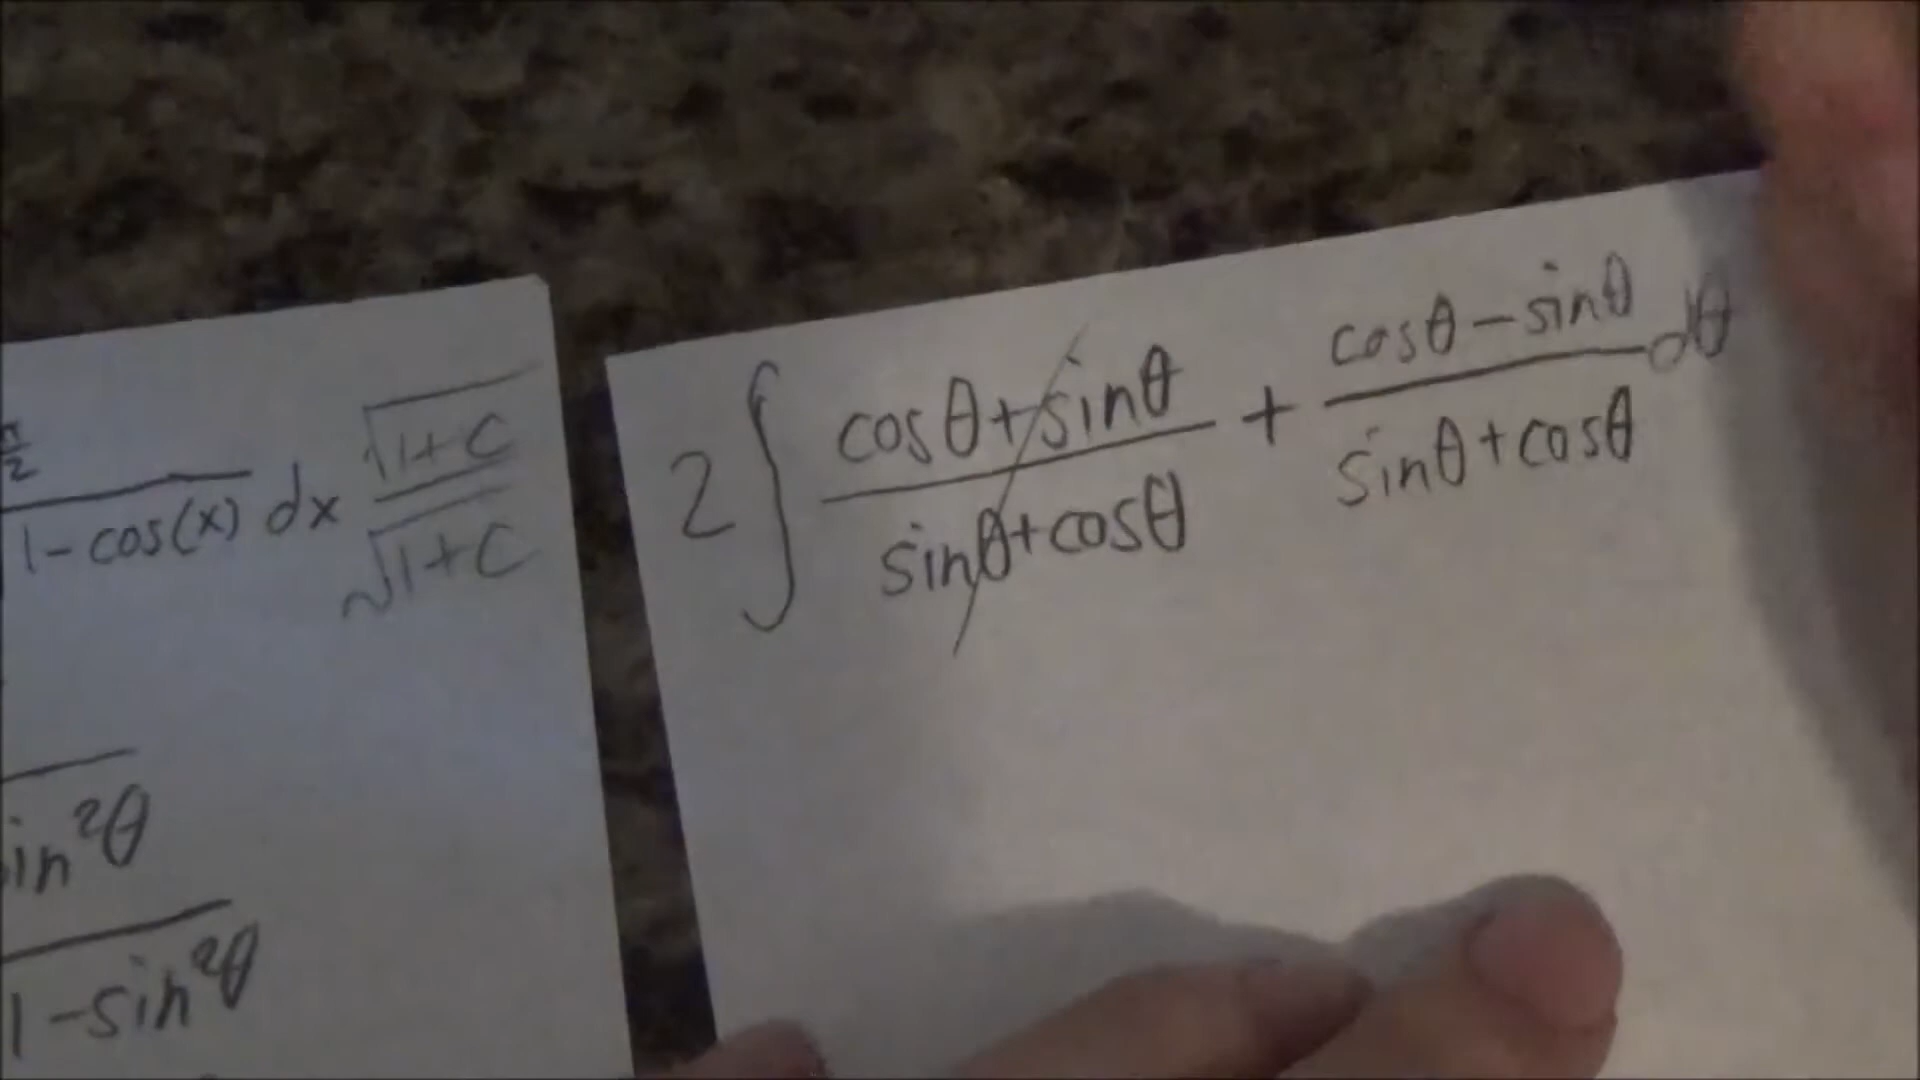 π/2
1-cos(x) dx √1+C / √1+C
in²θ
1-sin²θ
2∫ cosθ+sinθ / sinθ+cosθ + cosθ-sinθ / sinθ+cosθ dθ